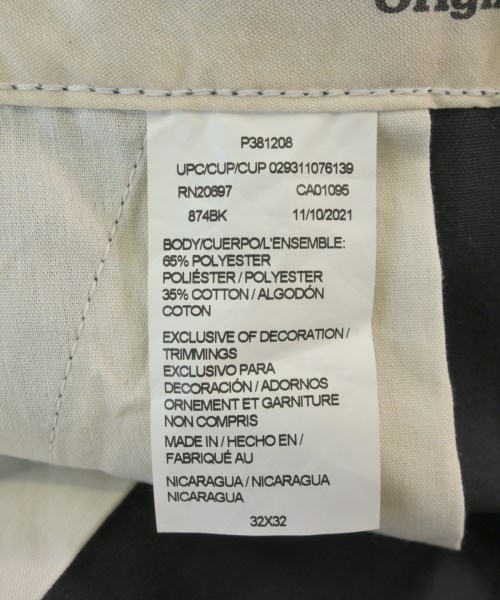 Origin
P381208
UPC/CUP/CUP 029311076139
RN20697 CA01095
874BK 11/10/2021
BODY/CUERPO/L'ENSEMBLE:
65% POLYESTER
POLIÉSTER / POLYESTER
35% COTTON / ALGODÓN
COTON
EXCLUSIVE OF DECORATION /
TRIMMINGS
EXCLUSIVO PARA
DECORACIÓN / ADORNOS
ORNEMENT ET GARNITURE
NON COMPRIS
MADE IN / HECHO EN /
FABRIQUÉ AU
NICARAGUA / NICARAGUA
NICARAGUA
32X32